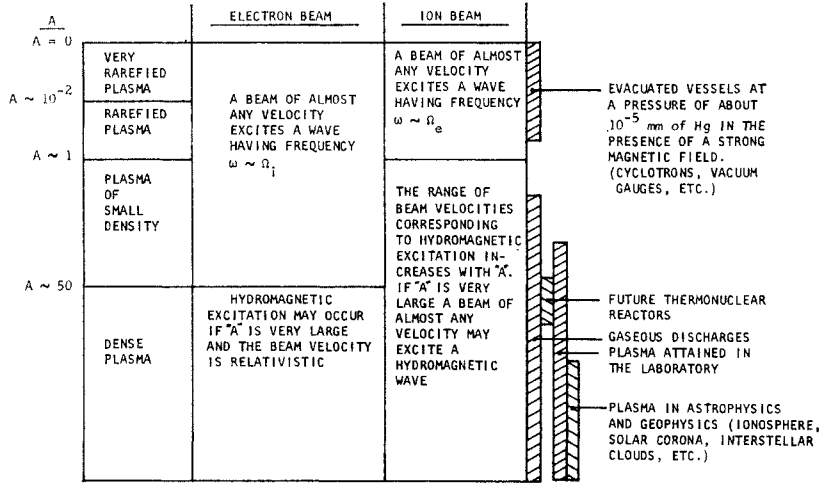 A
ELECTRON BEAM
ION BEAM
A = 0
VERY
RAREFIED
PLASMA
A ~ 10⁻²
RAREFIED
PLASMA
A ~ 1
PLASMA
OF
SMALL
DENSITY
A ~ 50
DENSE
PLASMA
A BEAM OF ALMOST
ANY VELOCITY
EXCITES A WAVE
HAVING FREQUENCY
ω ~ Ωᵢ
HYDROMAGNETIC
EXCITATION MAY OCCUR
IF "A" IS VERY LARGE
AND THE BEAM VELOCITY
IS RELATIVISTIC
A BEAM OF ALMOST
ANY VELOCITY
EXCITES A WAVE
HAVING FREQUENCY
ω ~ Ωₑ
THE RANGE OF
BEAM VELOCITIES
CORRESPONDING
TO HYDROMAGNETIC
EXCITATION IN-
CREASES WITH "A".
IF "A" IS VERY
LARGE A BEAM OF
ALMOST ANY
VELOCITY MAY
EXCITE A
HYDROMAGNETIC
WAVE
EVACUATED VESSELS AT
A PRESSURE OF ABOUT
10⁻⁵ mm of Hg IN THE
PRESENCE OF A STRONG
MAGNETIC FIELD.
(CYCLOTRONS, VACUUM
GAUGES, ETC.)
FUTURE THERMONUCLEAR
REACTORS
GASEOUS DISCHARGES
PLASMA ATTAINED IN
THE LABORATORY
PLASMA IN ASTROPHYSICS
AND GEOPHYSICS (IONOSPHERE,
SOLAR CORONA, INTERSTELLAR
CLOUDS, ETC.)